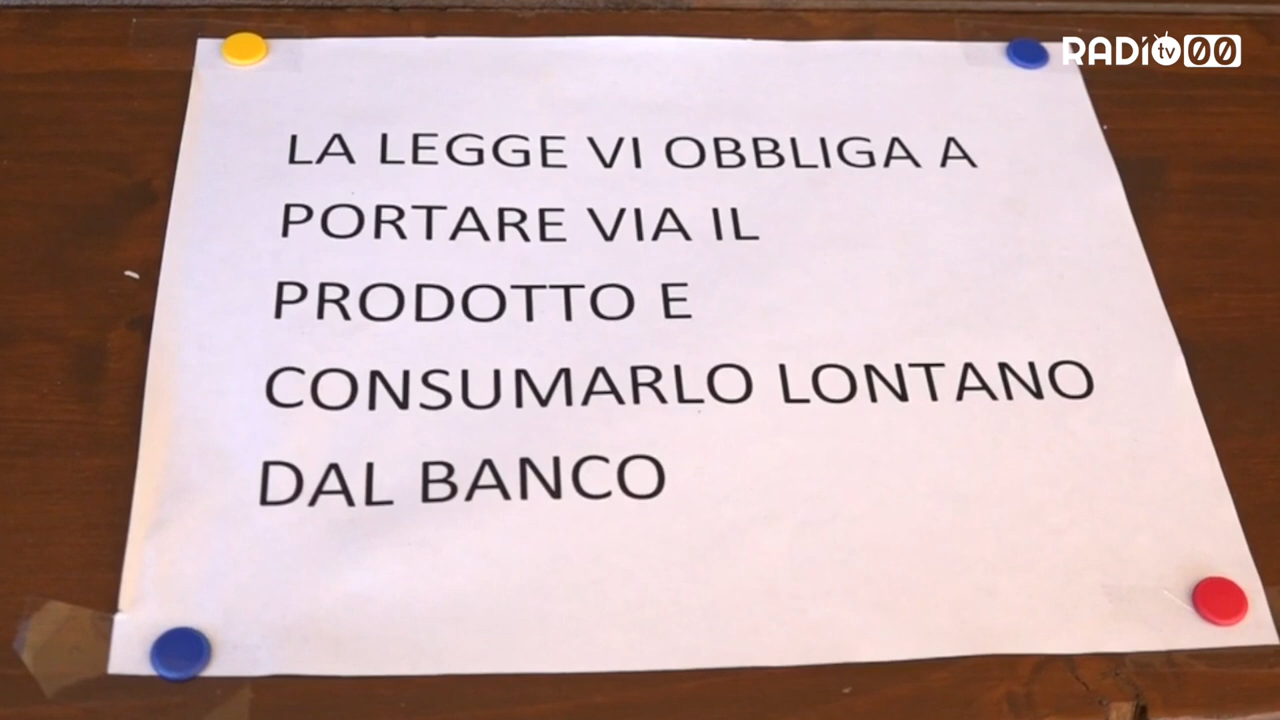 RADIO tv 00
LA LEGGE VI OBBLIGA A
PORTARE VIA IL
PRODOTTO E
CONSUMARLO LONTANO
DAL BANCO